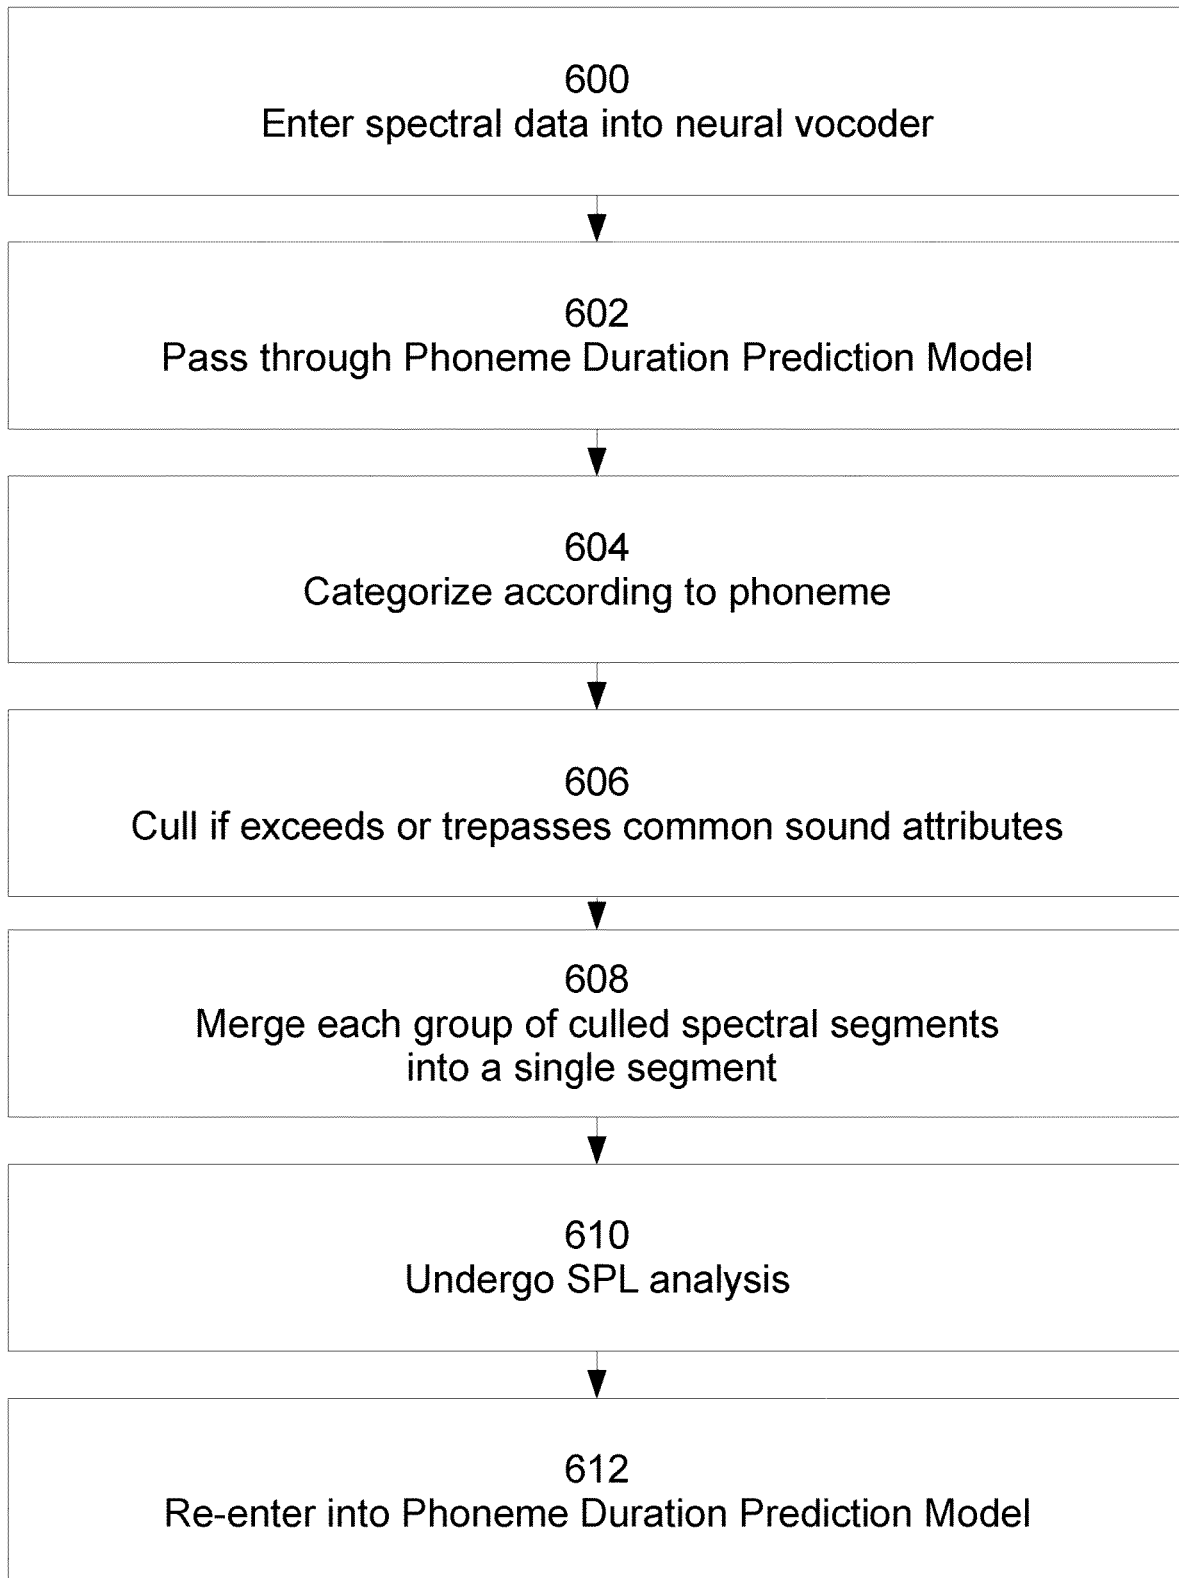 600
Enter spectral data into neural vocoder
602
Pass through Phoneme Duration Prediction Model
604
Categorize according to phoneme
606
Cull if exceeds or trepasses common sound attributes
608
Merge each group of culled spectral segments
into a single segment
610
Undergo SPL analysis
612
Re-enter into Phoneme Duration Prediction Model